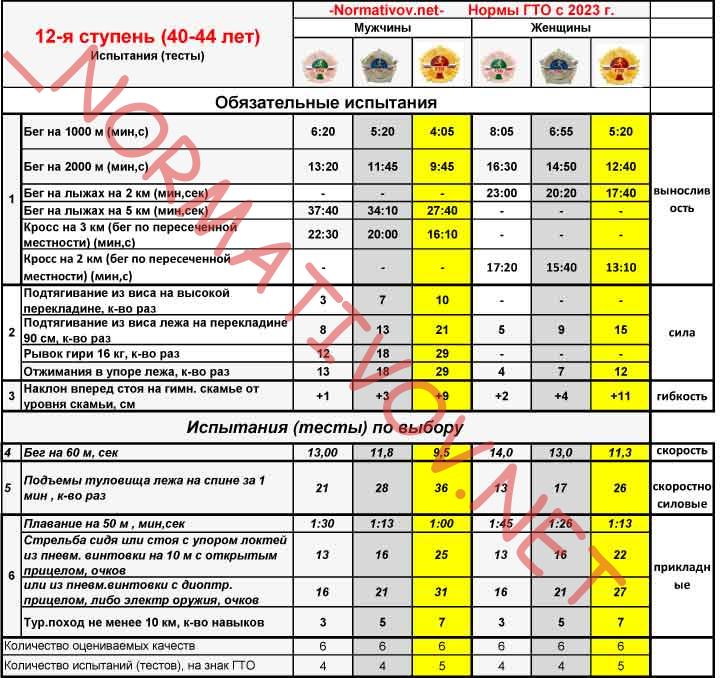 -Normativov.net- Нормы ГТО с 2023 г.
12-я ступень (40-44 лет)
Испытания (тесты)
Мужчины Женщины
Обязательные испытания
1
Бег на 1000 м (мин,с) 6:20 5:20 4:05 8:05 6:55 5:20
Бег на 2000 м (мин,с) 13:20 11:45 9:45 16:30 14:50 12:40
Бег на лыжах на 2 км (мин,сек) - - - 23:00 20:20 17:40
Бег на лыжах на 5 км (мин,сек) 37:40 34:10 27:40 - - -
Кросс на 3 км (бег по пересеченной
местности) (мин,с) 22:30 20:00 16:10 - - -
Кросс на 2 км (бег по пересеченной
местности) (мин,с) - - - 17:20 15:40 13:10
вынослив
ость
2
Подтягивание из виса на высокой
перекладине, к-во раз 3 7 10 - - -
Подтягивание из виса лежа на перекладине
90 см, к-во раз 8 13 21 5 9 15
Рывок гири 16 кг, к-во раз 12 18 29 - - -
Отжимания в упоре лежа, к-во раз 13 18 29 4 7 12
сила
3
Наклон вперед стоя на гимн. скамье от
уровня скамьи, см +1 +3 +9 +2 +4 +11 гибкость
Испытания (тесты) по выбору
4 Бег на 60 м, сек 13,00 11,8 9,5 14,0 13,0 11,3 скорость
5
Подъемы туловища лежа на спине за 1
мин , к-во раз 21 28 36 13 17 26
скоростно
силовые
6
Плавание на 50 м , мин,сек 1:30 1:13 1:00 1:45 1:26 1:13
Стрельба сидя или стоя с упором локтей
из пневм. винтовки на 10 м с открытым
прицелом, очков 13 16 25 13 16 22
или из пневм.винтовки с диоптр.
прицелом, либо электр оружия, очков 16 21 31 16 21 27
Тур.поход не менее 10 км, к-во навыков 3 5 7 3 5 7
прикладн
ые
Количество оцениваемых качеств 6 6 6 6 6 6
Количество испытаний (тестов), на знак ГТО 4 4 5 4 4 5
_NORMATIVOV.NET